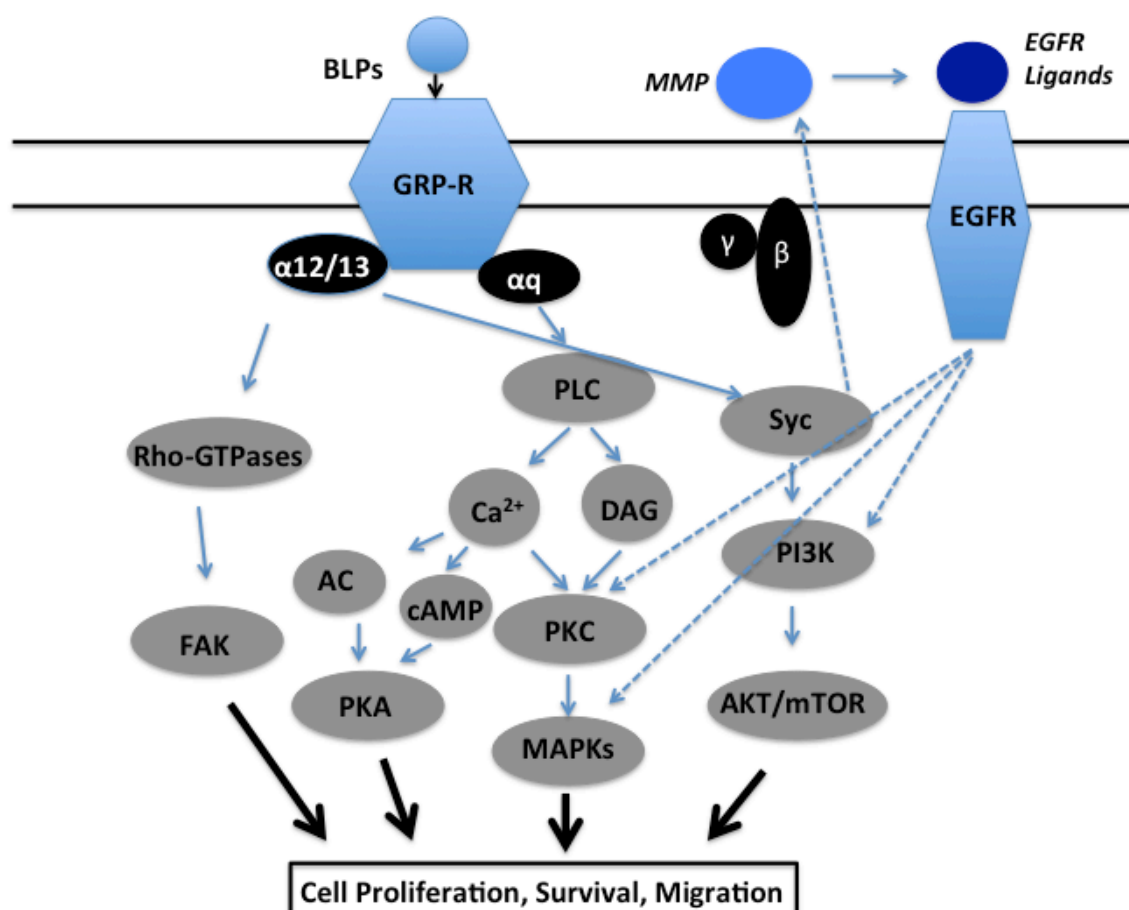 BLPs
MMP
EGFR
Ligands
GRP-R
EGFR
α12/13
αq
γ
β
PLC
Syc
Rho-GTPases
Ca²⁺
DAG
PI3K
AC
cAMP
PKC
FAK
PKA
AKT/mTOR
MAPKs
Cell Proliferation, Survival, Migration